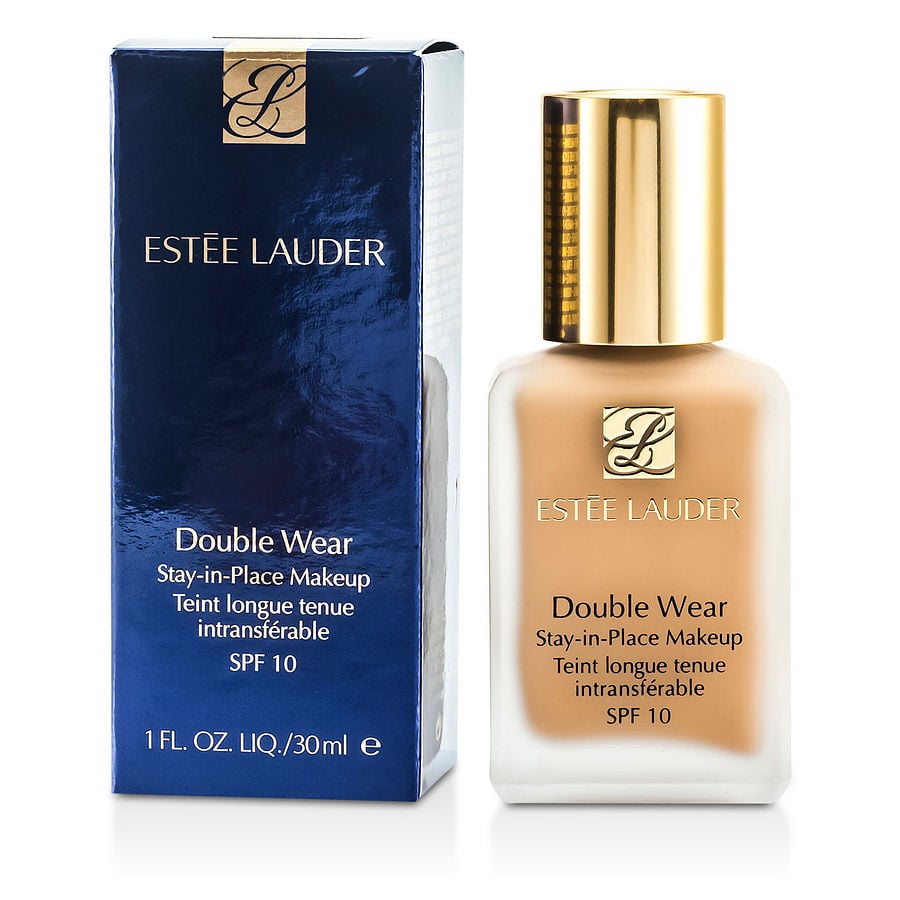 ESTĒE LAUDER
Double Wear
Stay-in-Place Makeup
Teint longue tenue
intransférable
SPF 10
1 FL. OZ. LIQ./30ml e
ESTĒE LAUDER
Double Wear
Stay-in-Place Makeup
Teint longue tenue
intransférable
SPF 10